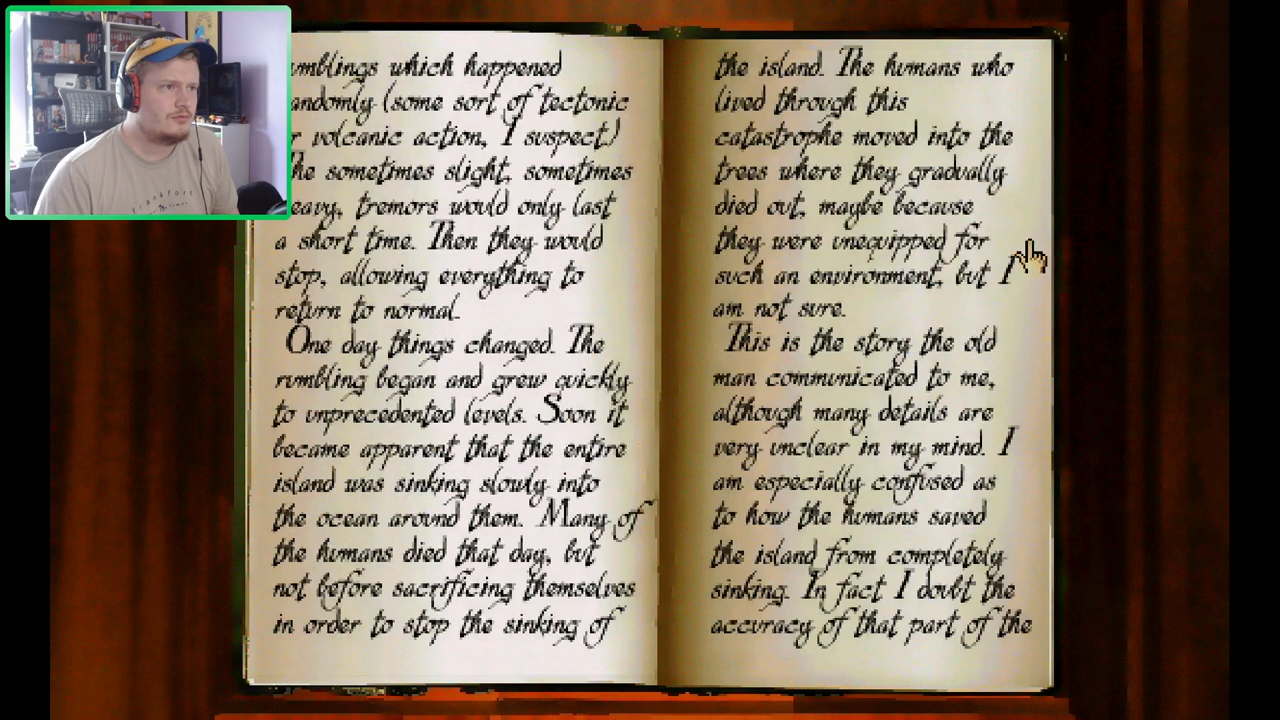 umblings which happened
andomly (some sort of tectonic
r volcanic action, I suspect)
The sometimes slight, sometimes
eavy, tremors would only last
a short time. Then they would
stop, allowing everything to
return to normal.
One day things changed. The
rumbling began and grew quickly
to unprecedented levels. Soon it
became apparent that the entire
island was sinking slowly into
the ocean around them. Many of
the humans died that day, but
not before sacrificing themselves
in order to stop the sinking of
the island. The humans who
lived through this
catastrophe moved into the
trees where they gradually
died out, maybe because
they were unequipped for
such an environment, but I
am not sure.
This is the story the old
man communicated to me,
although many details are
very unclear in my mind. I
am especially confused as
to how the humans saved
the island from completely
sinking. In fact I doubt the
accuracy of that part of the